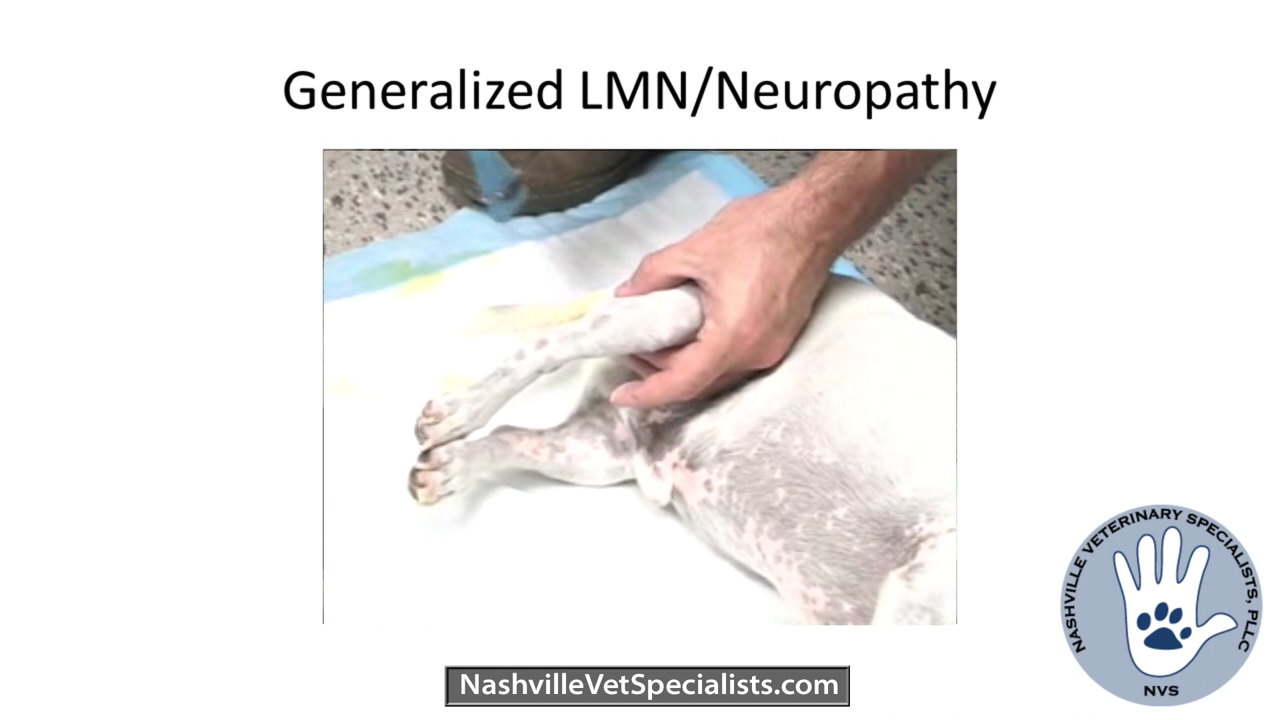 Generalized LMN/Neuropathy
NASHVILLE VETERINARY SPECIALISTS, PLLC
NVS
NashvilleVetSpecialists.com